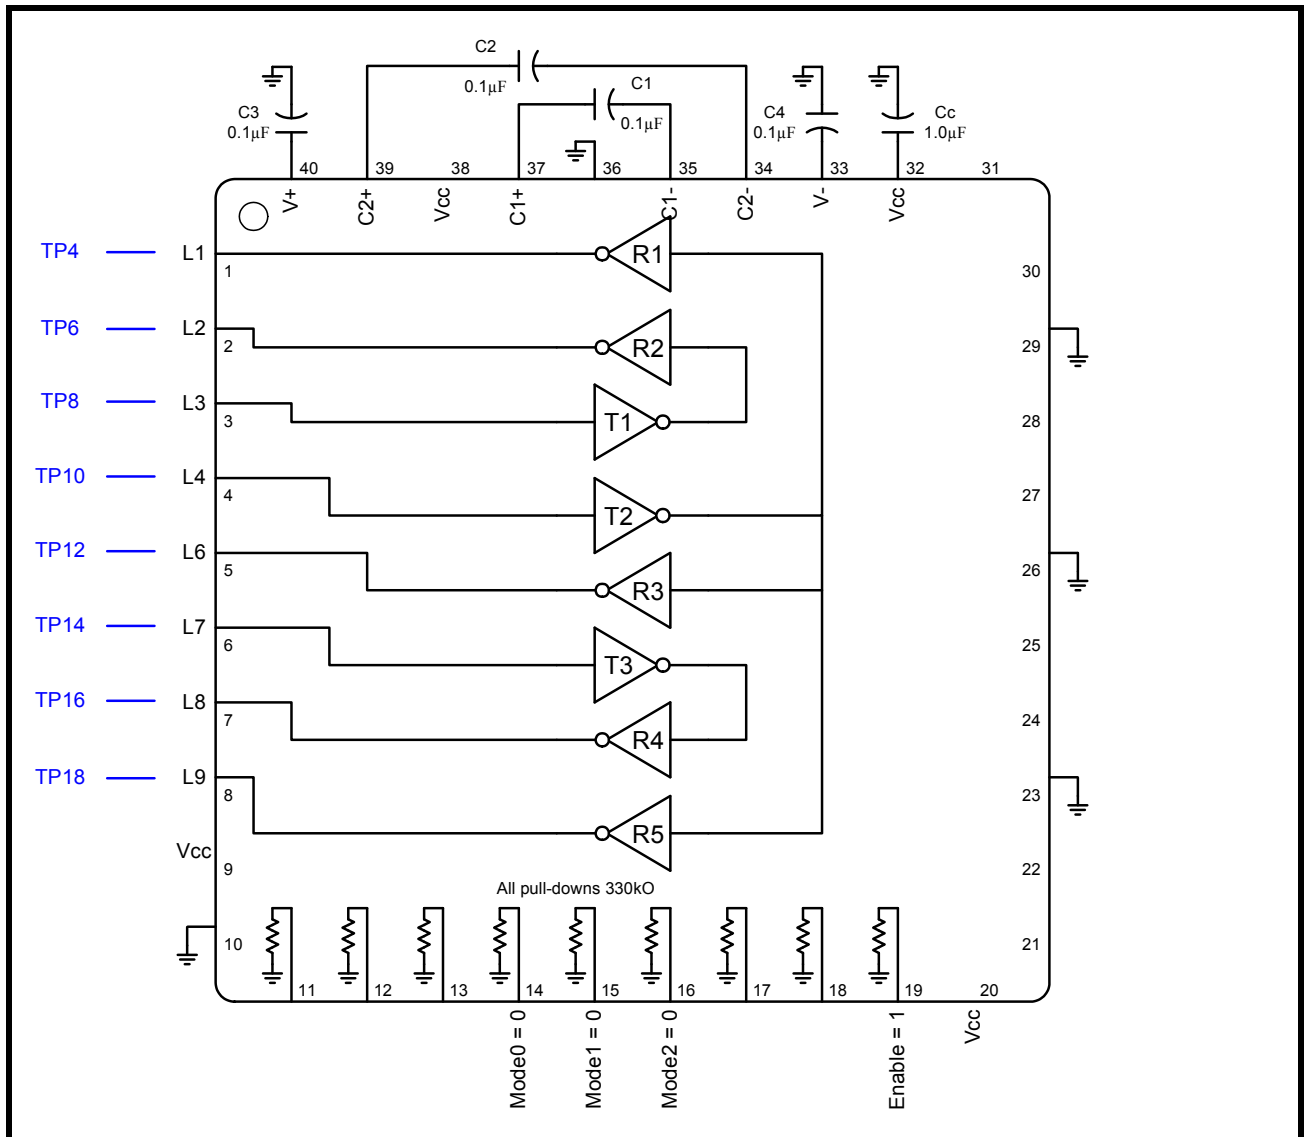 C2
0.1μF
C1
0.1μF
C3
0.1μF
C4
0.1μF
Cc
1.0μF
40 39 38 37 36 35 34 33 32 31
V+ C2+ Vcc C1+ C1- C2- V- Vcc
TP4 L1 R1
1 30
TP6 L2 R2
2 29
TP8 L3 T1
3 28
TP10 L4 T2
4 27
TP12 L6 R3
5 26
TP14 L7 T3
6 25
TP16 L8 R4
7 24
TP18 L9 R5
8 23
Vcc
9 22
All pull-downs 330kO
10 21
11 12 13 14 15 16 17 18 19 20
Mode0 = 0
Mode1 = 0
Mode2 = 0
Enable = 1
Vcc